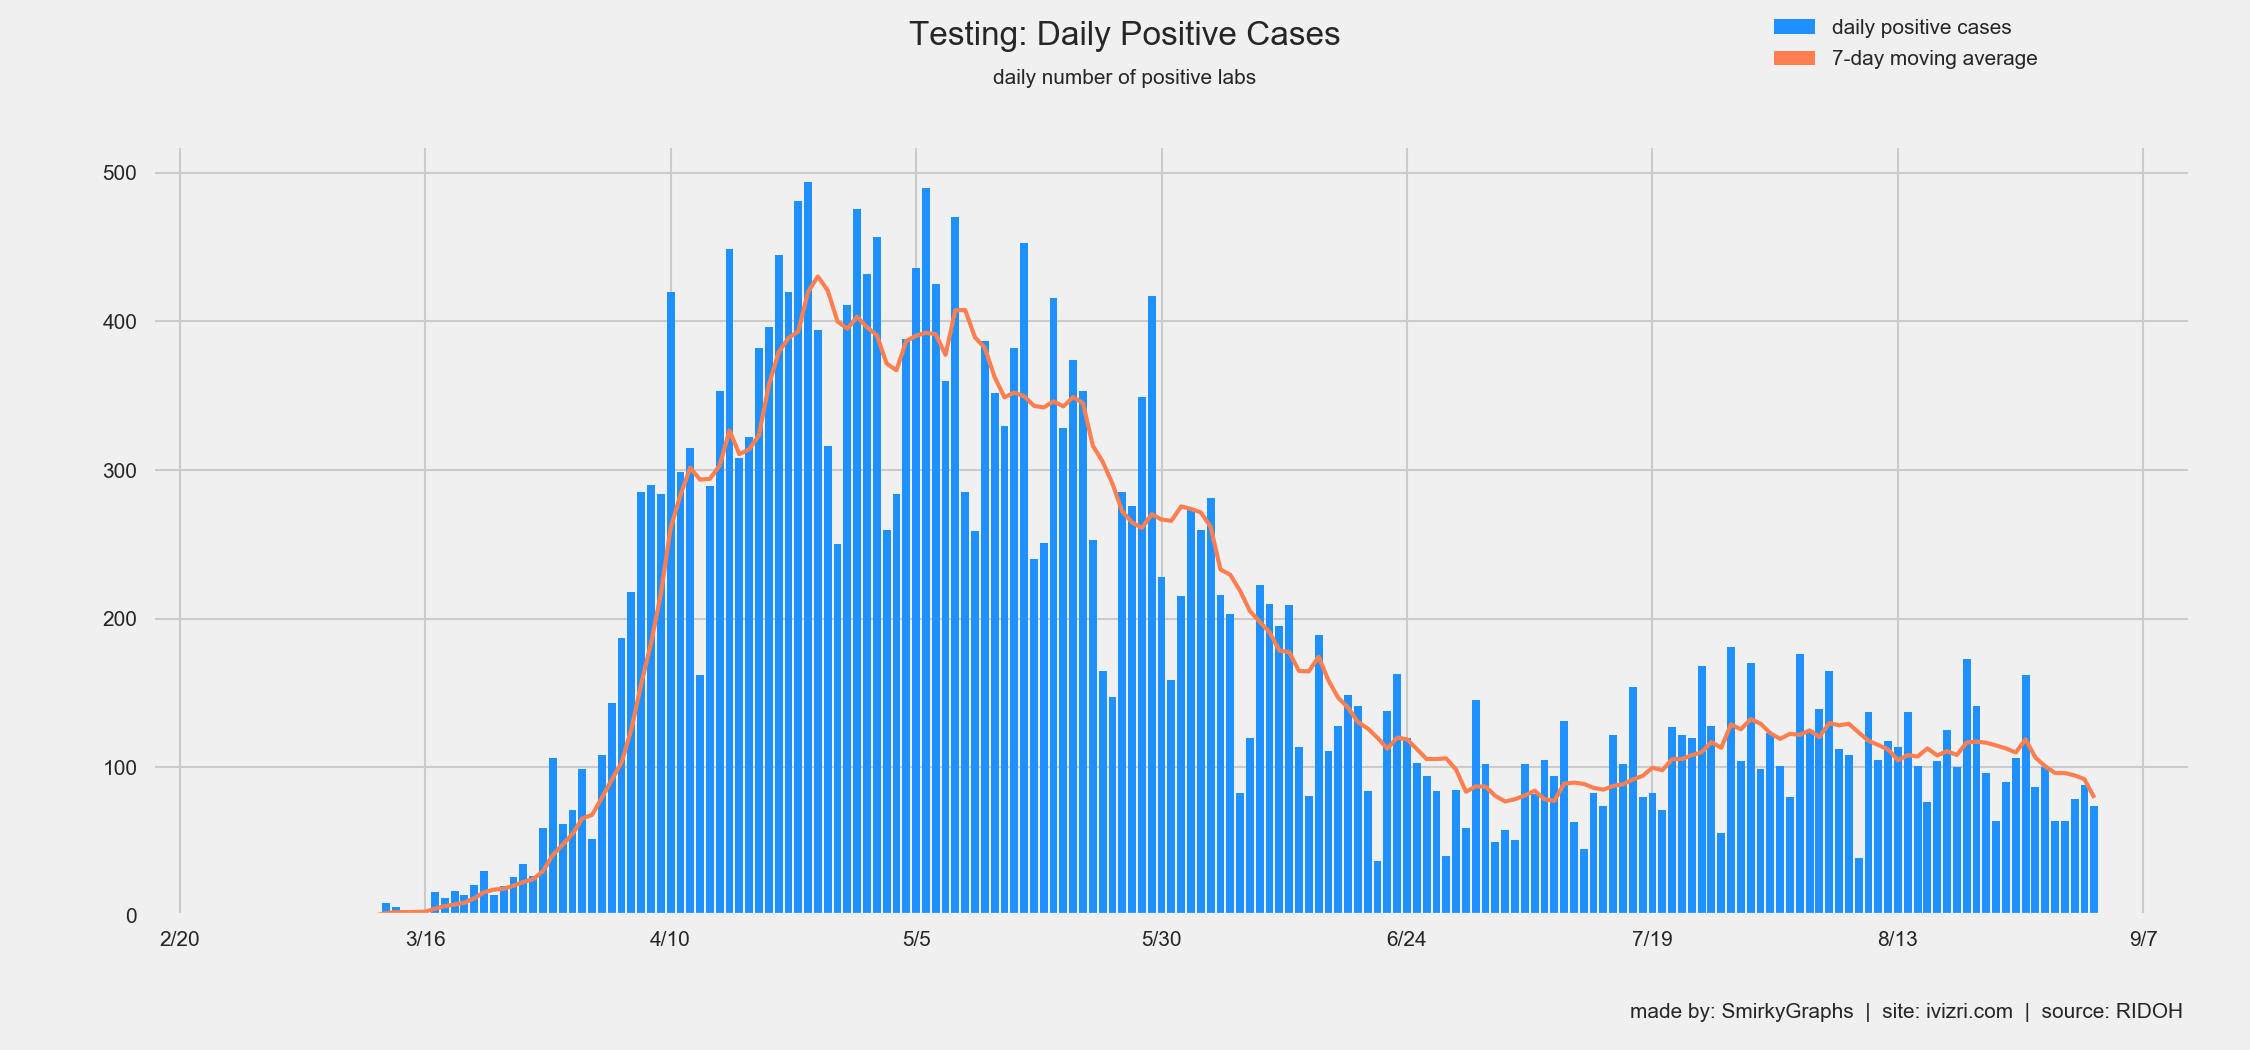 Testing: Daily Positive Cases
daily number of positive labs
daily positive cases
7-day moving average
500
400
300
200
100
0
2/20 3/16 4/10 5/5 5/30 6/24 7/19 8/13 9/7
made by: SmirkyGraphs | site: ivizri.com | source: RIDOH